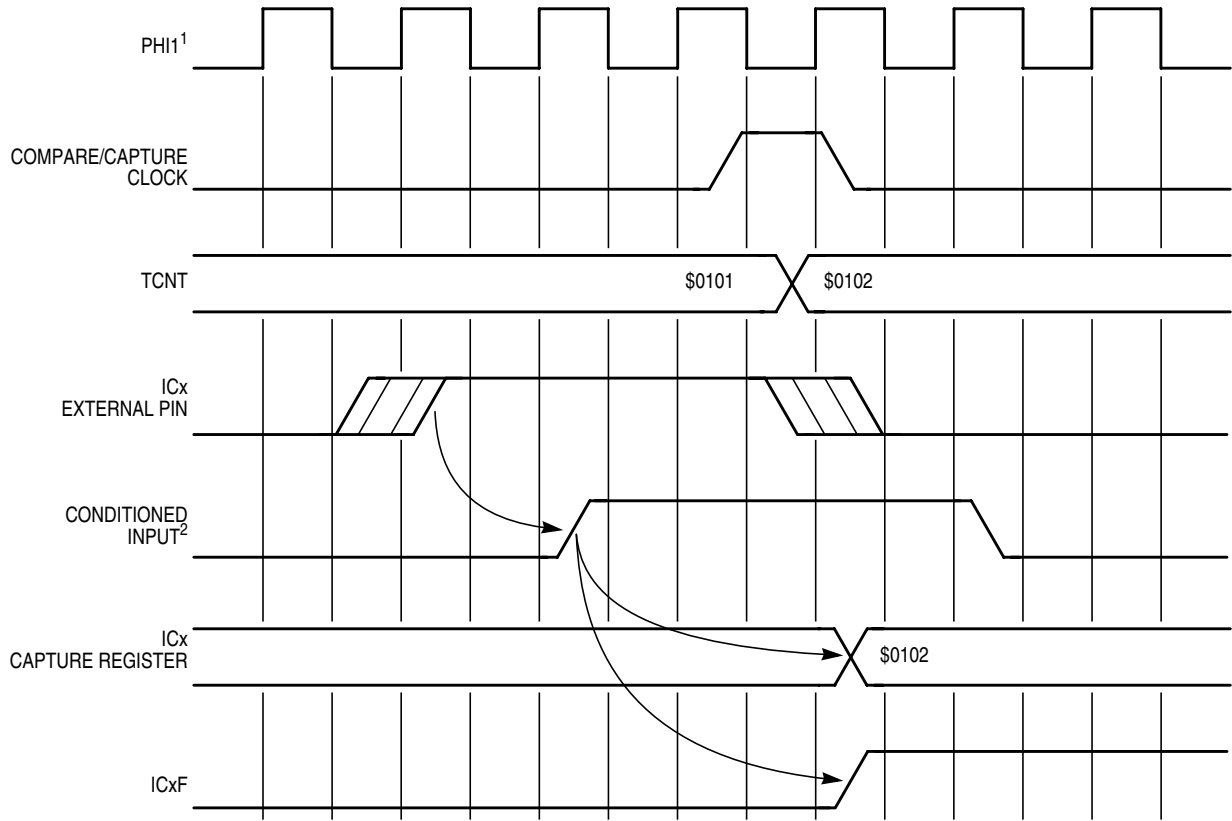 PHI1¹
COMPARE/CAPTURE
CLOCK
TCNT
$0101
$0102
ICx
EXTERNAL PIN
CONDITIONED
INPUT²
ICx
CAPTURE REGISTER
$0102
ICxF